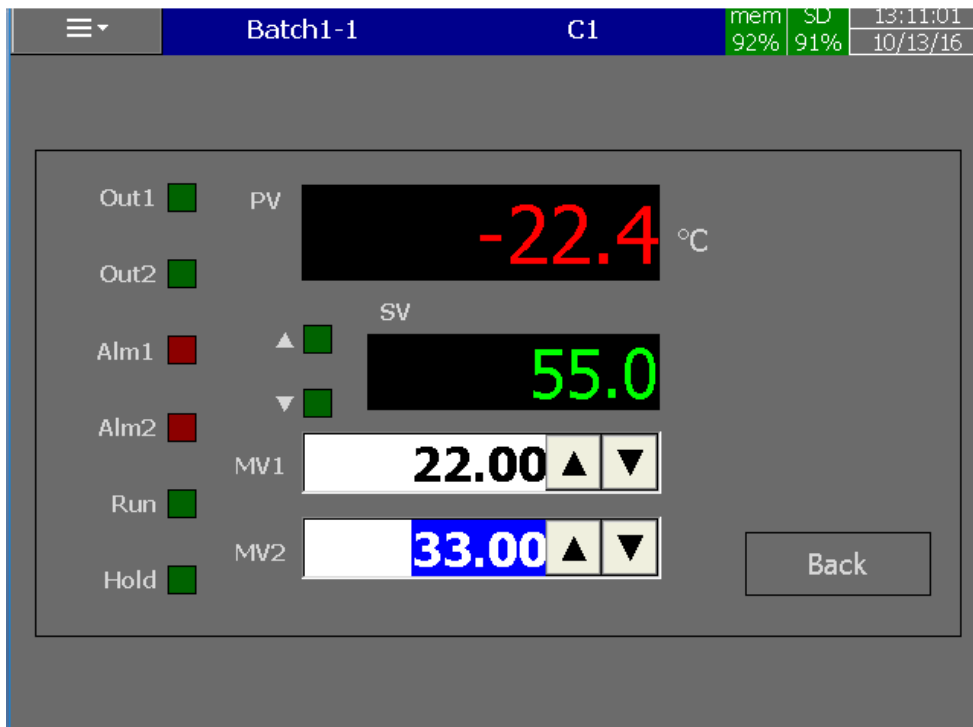 Batch1-1 C1 mem SD 13:11:01
92% 91% 10/13/16
Out1 PV -22.4 °C
Out2
SV
Alm1 ▲ 55.0
▼
Alm2
MV1 22.00 ▲ ▼
Run
MV2 33.00 ▲ ▼
Back
Hold